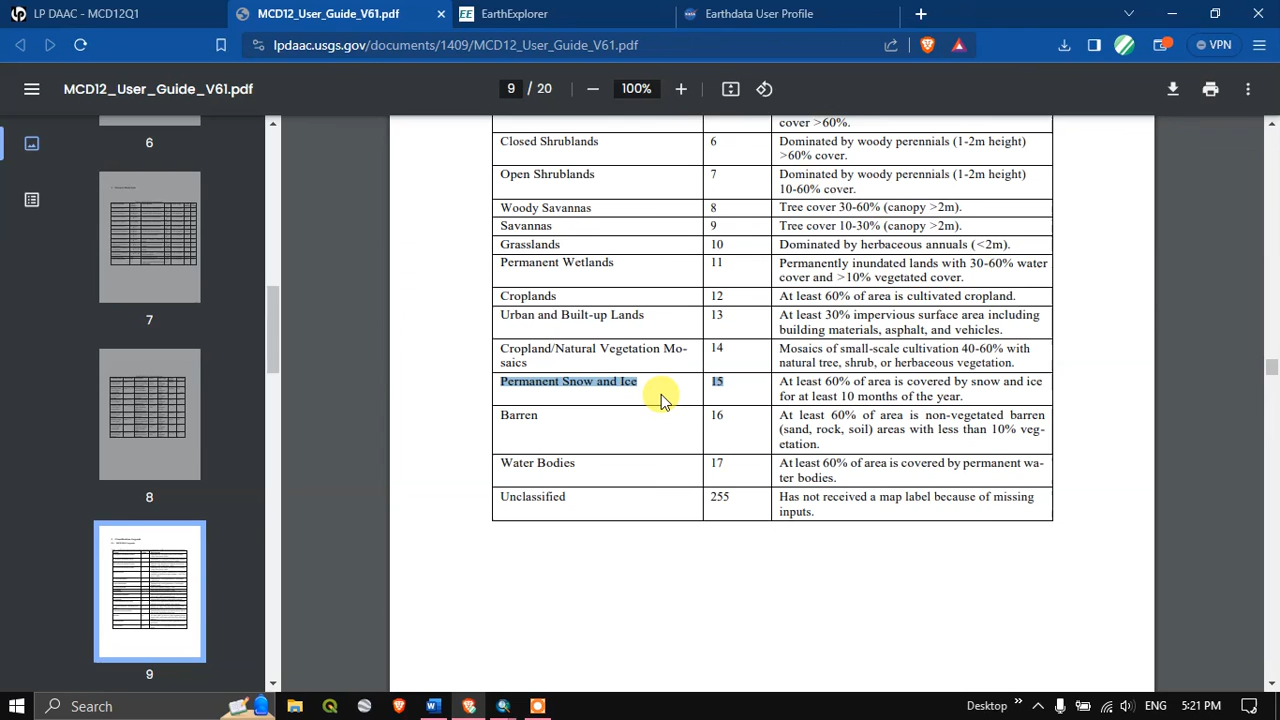 LP DAAC - MCD12Q1
MCD12_User_Guide_V61.pdf
EE
EarthExplorer
Earthdata User Profile
lpdaac.usgs.gov/documents/1409/MCD12_User_Guide_V61.pdf
VPN
MCD12_User_Guide_V61.pdf
9 / 20
100%
6
7
8
9
cover >60%.
Closed Shrublands 6 Dominated by woody perennials (1-2m height)
>60% cover.
Open Shrublands 7 Dominated by woody perennials (1-2m height)
10-60% cover.
Woody Savannas 8 Tree cover 30-60% (canopy >2m).
Savannas 9 Tree cover 10-30% (canopy >2m).
Grasslands 10 Dominated by herbaceous annuals (<2m).
Permanent Wetlands 11 Permanently inundated lands with 30-60% water
cover and >10% vegetated cover.
Croplands 12 At least 60% of area is cultivated cropland.
Urban and Built-up Lands 13 At least 30% impervious surface area including
building materials, asphalt, and vehicles.
Cropland/Natural Vegetation Mo- 14 Mosaics of small-scale cultivation 40-60% with
saics natural tree, shrub, or herbaceous vegetation.
Permanent Snow and Ice 15 At least 60% of area is covered by snow and ice
for at least 10 months of the year.
Barren 16 At least 60% of area is non-vegetated barren
(sand, rock, soil) areas with less than 10% veg-
etation.
Water Bodies 17 At least 60% of area is covered by permanent wa-
ter bodies.
Unclassified 255 Has not received a map label because of missing
inputs.
Search
Desktop
ENG
5:21 PM